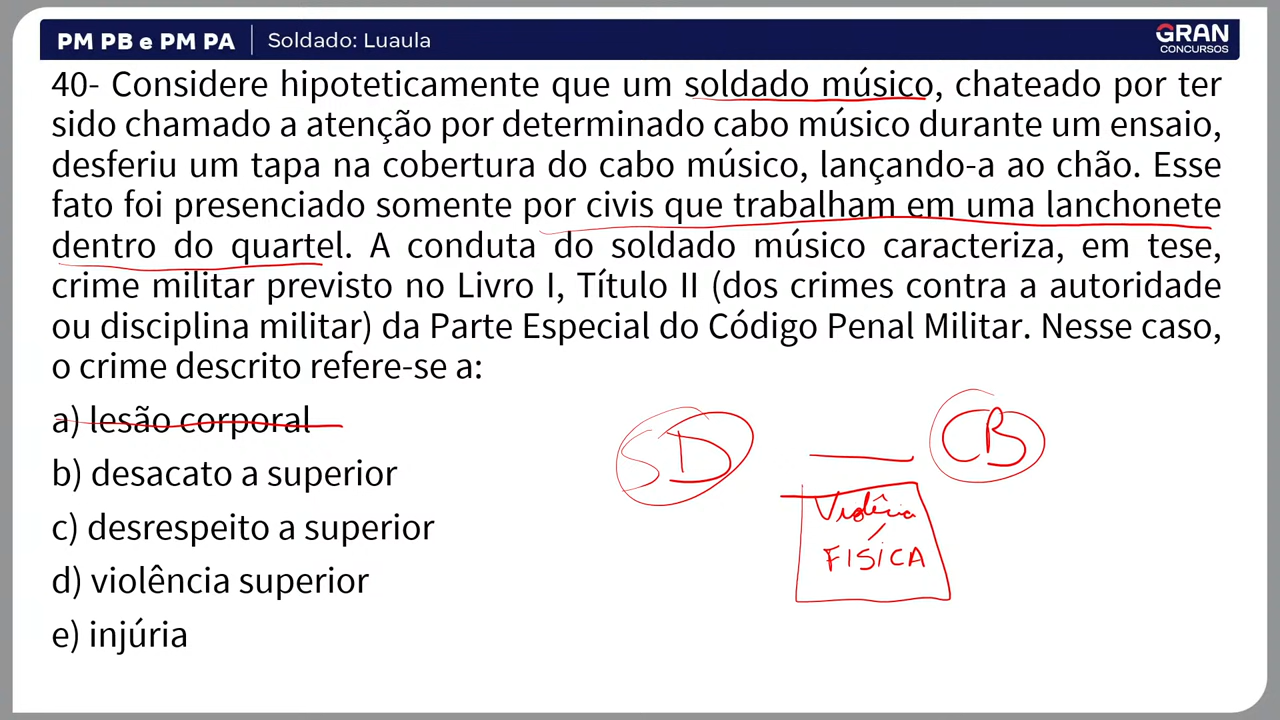 PM PB e PM PA | Soldado: Luaula
GRAN
CONCURSOS
40- Considere hipoteticamente que um soldado músico, chateado por ter
sido chamado a atenção por determinado cabo músico durante um ensaio,
desferiu um tapa na cobertura do cabo músico, lançando-a ao chão. Esse
fato foi presenciado somente por civis que trabalham em uma lanchonete
dentro do quartel. A conduta do soldado músico caracteriza, em tese,
crime militar previsto no Livro I, Título II (dos crimes contra a autoridade
ou disciplina militar) da Parte Especial do Código Penal Militar. Nesse caso,
o crime descrito refere-se a:
a) lesão corporal
b) desacato a superior
c) desrespeito a superior
d) violência superior
e) injúria
SD
CB
Violência
FISÍCA